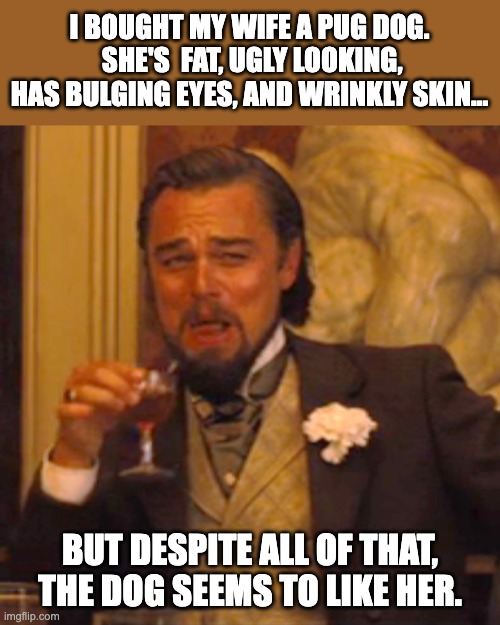 I BOUGHT MY WIFE A PUG DOG.
SHE'S FAT, UGLY LOOKING,
HAS BULGING EYES, AND WRINKLY SKIN...
BUT DESPITE ALL OF THAT,
THE DOG SEEMS TO LIKE HER.
imgflip.com